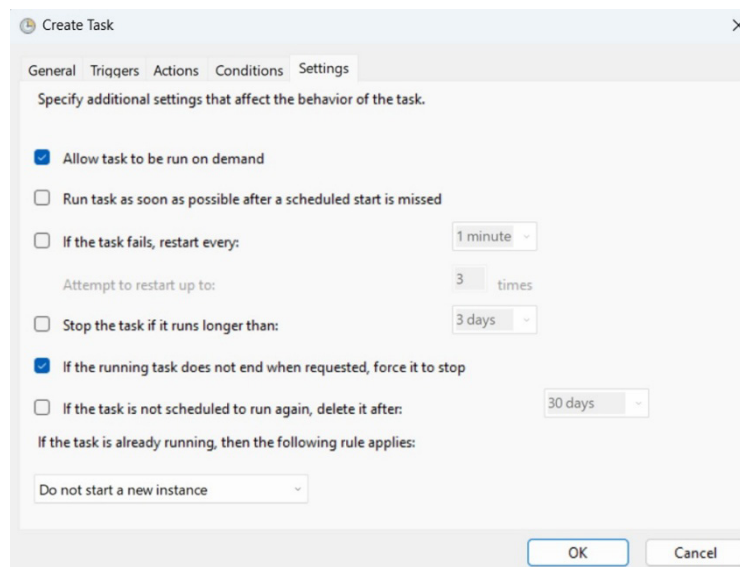 Create Task
General Triggers Actions Conditions Settings
Specify additional settings that affect the behavior of the task.
Allow task to be run on demand
Run task as soon as possible after a scheduled start is missed
If the task fails, restart every: 1 minute
Attempt to restart up to: 3 times
Stop the task if it runs longer than: 3 days
If the running task does not end when requested, force it to stop
If the task is not scheduled to run again, delete it after: 30 days
If the task is already running, then the following rule applies:
Do not start a new instance
OK Cancel